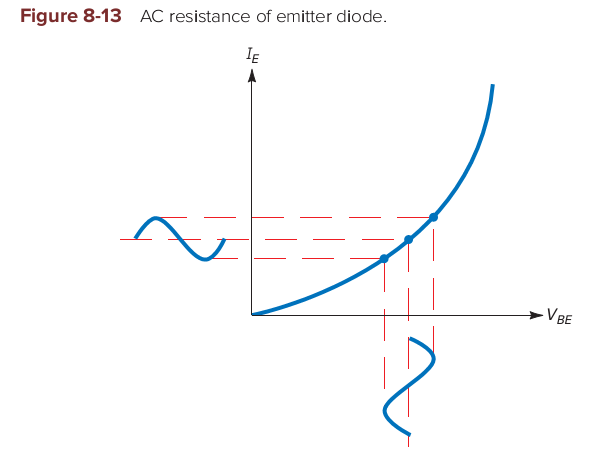 Figure 8-13 AC resistance of emitter diode.
I_E
V_BE